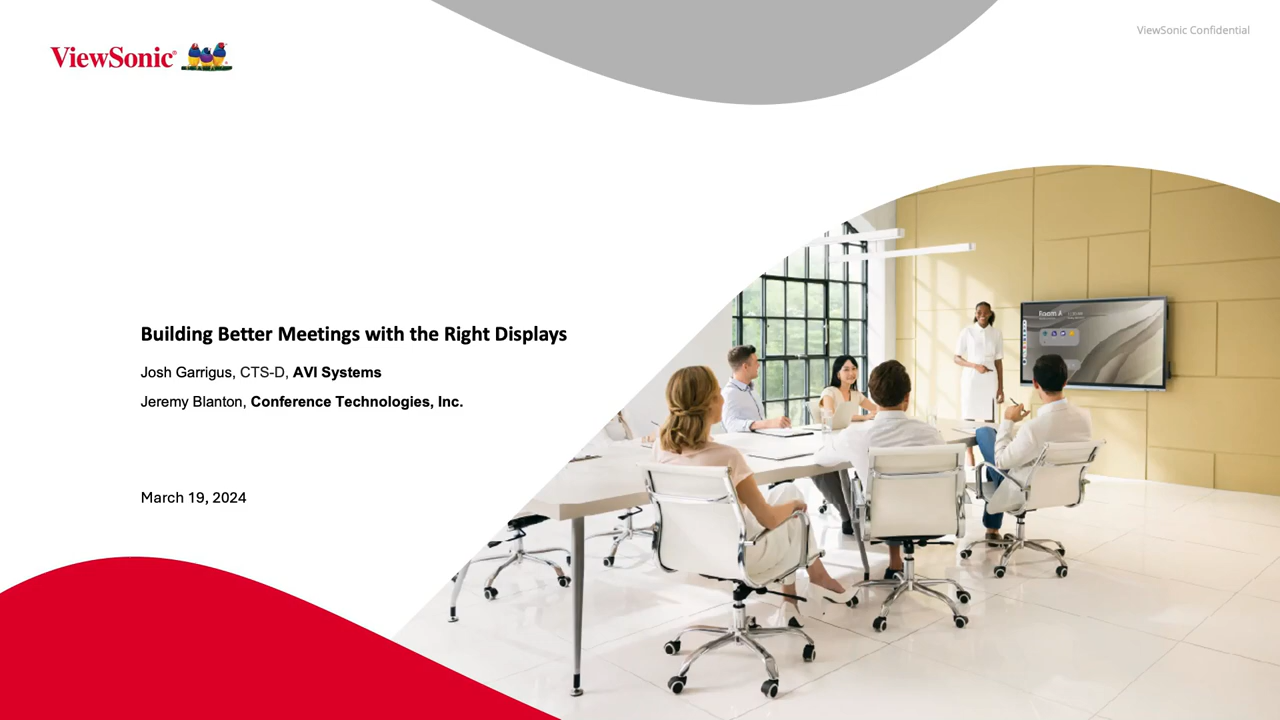 ViewSonic®
ViewSonic Confidential
Building Better Meetings with the Right Displays
Josh Garrigus, CTS-D, AVI Systems
Jeremy Blanton, Conference Technologies, Inc.
March 19, 2024
Room A